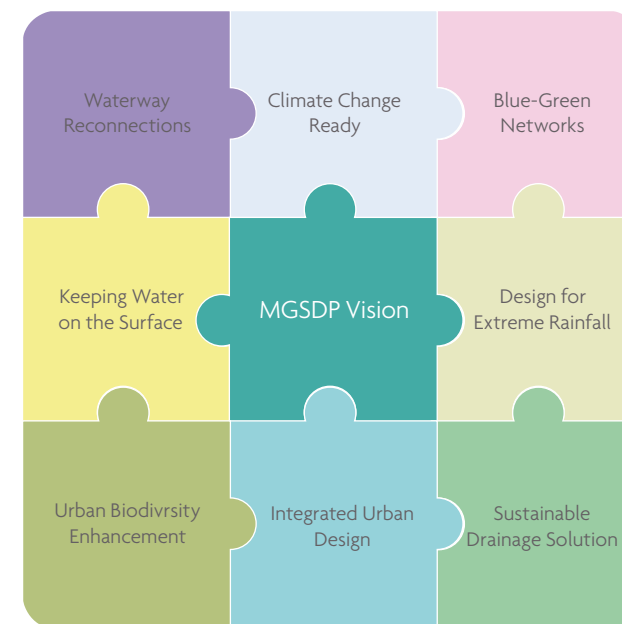 Waterway
Reconnections
Climate Change
Ready
Blue-Green
Networks
Keeping Water
on the Surface
MGSDP Vision
Design for
Extreme Rainfall
Urban Biodivrsity
Enhancement
Integrated Urban
Design
Sustainable
Drainage Solution